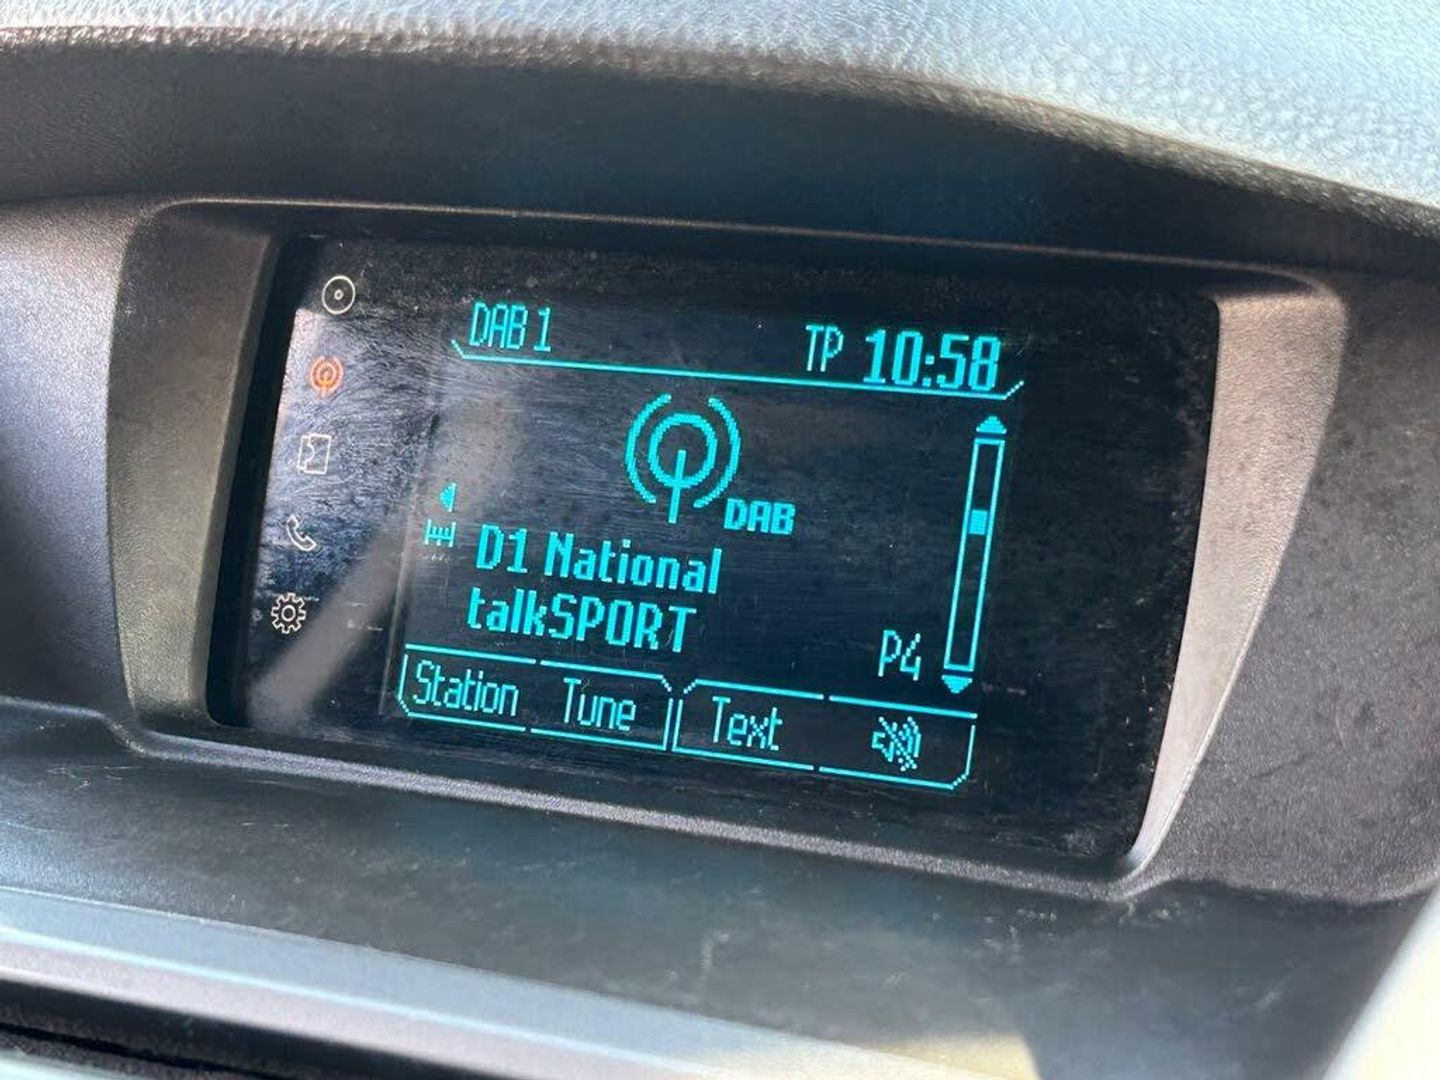 DAB 1 TP 10:58
DAB
D1 National
talkSPORT
P4
Station Tune Text